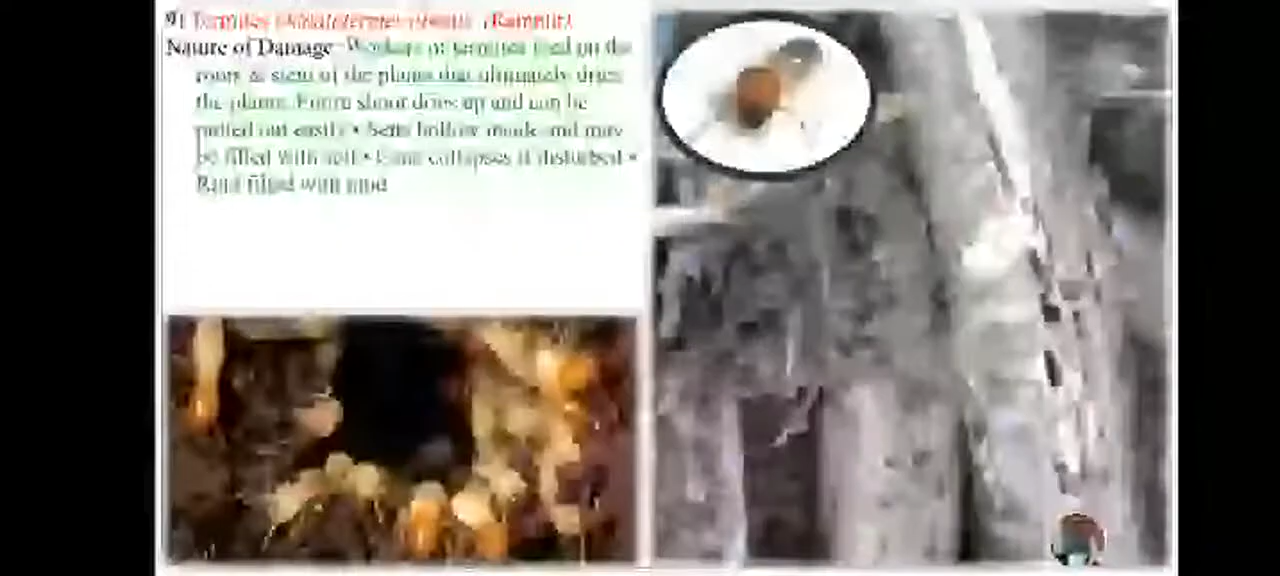 9) Termites (Rampur)
Nature of Damage Workers of termites feed on the
roots & stem of the plants that ultimately dries
the plants. Entire shoot dries up and can be
pulled out easily • Setts hollow inside and may
be filled with soil • Cane collapses if disturbed •
Rind filled with mud